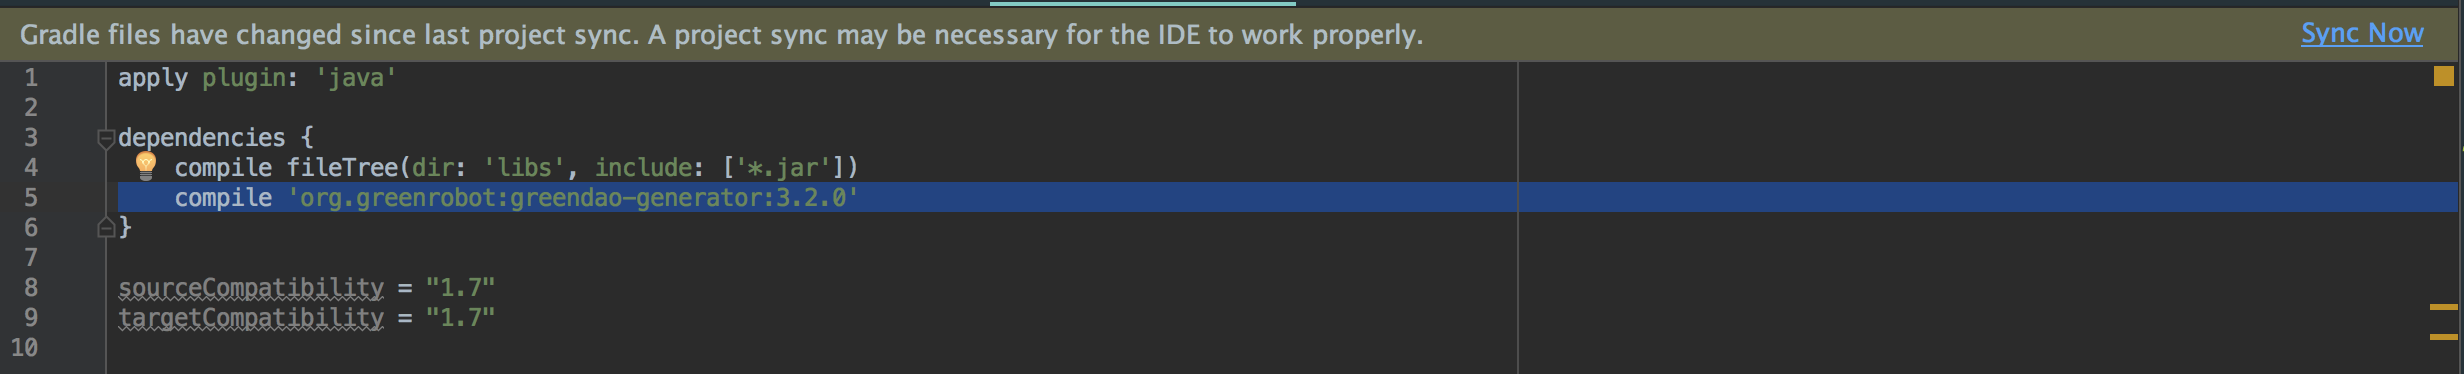 Gradle files have changed since last project sync. A project sync may be necessary for the IDE to work properly. Sync Now
1 apply plugin: 'java'
2
3 dependencies {
4 compile fileTree(dir: 'libs', include: ['*.jar'])
5 compile 'org.greenrobot:greendao-generator:3.2.0'
6 }
7
8 sourceCompatibility = "1.7"
9 targetCompatibility = "1.7"
10